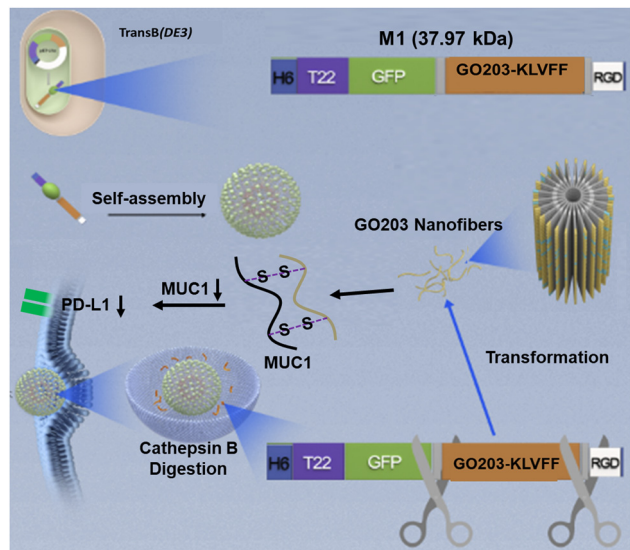 TransB(DE3)
M1 (37.97 kDa)
H6 T22 GFP GO203-KLVFF RGD
Self-assembly
GO203 Nanofibers
MUC1
PD-L1
S S
S S
MUC1
Transformation
Cathepsin B
Digestion
H6 T22 GFP GO203-KLVFF RGD